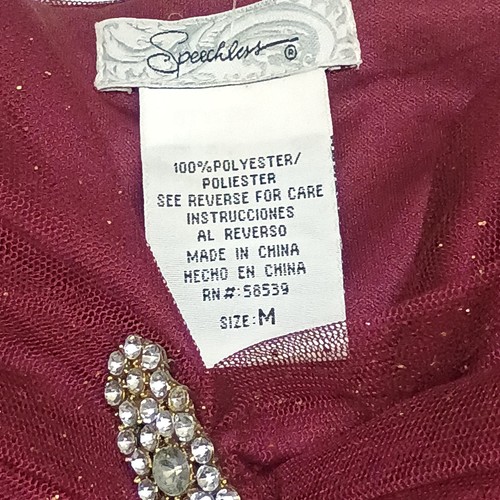 Speechless ®
100%POLYESTER/
POLIESTER
SEE REVERSE FOR CARE
INSTRUCCIONES
AL REVERSO
MADE IN CHINA
HECHO EN CHINA
RN#:58539
SIZE:M